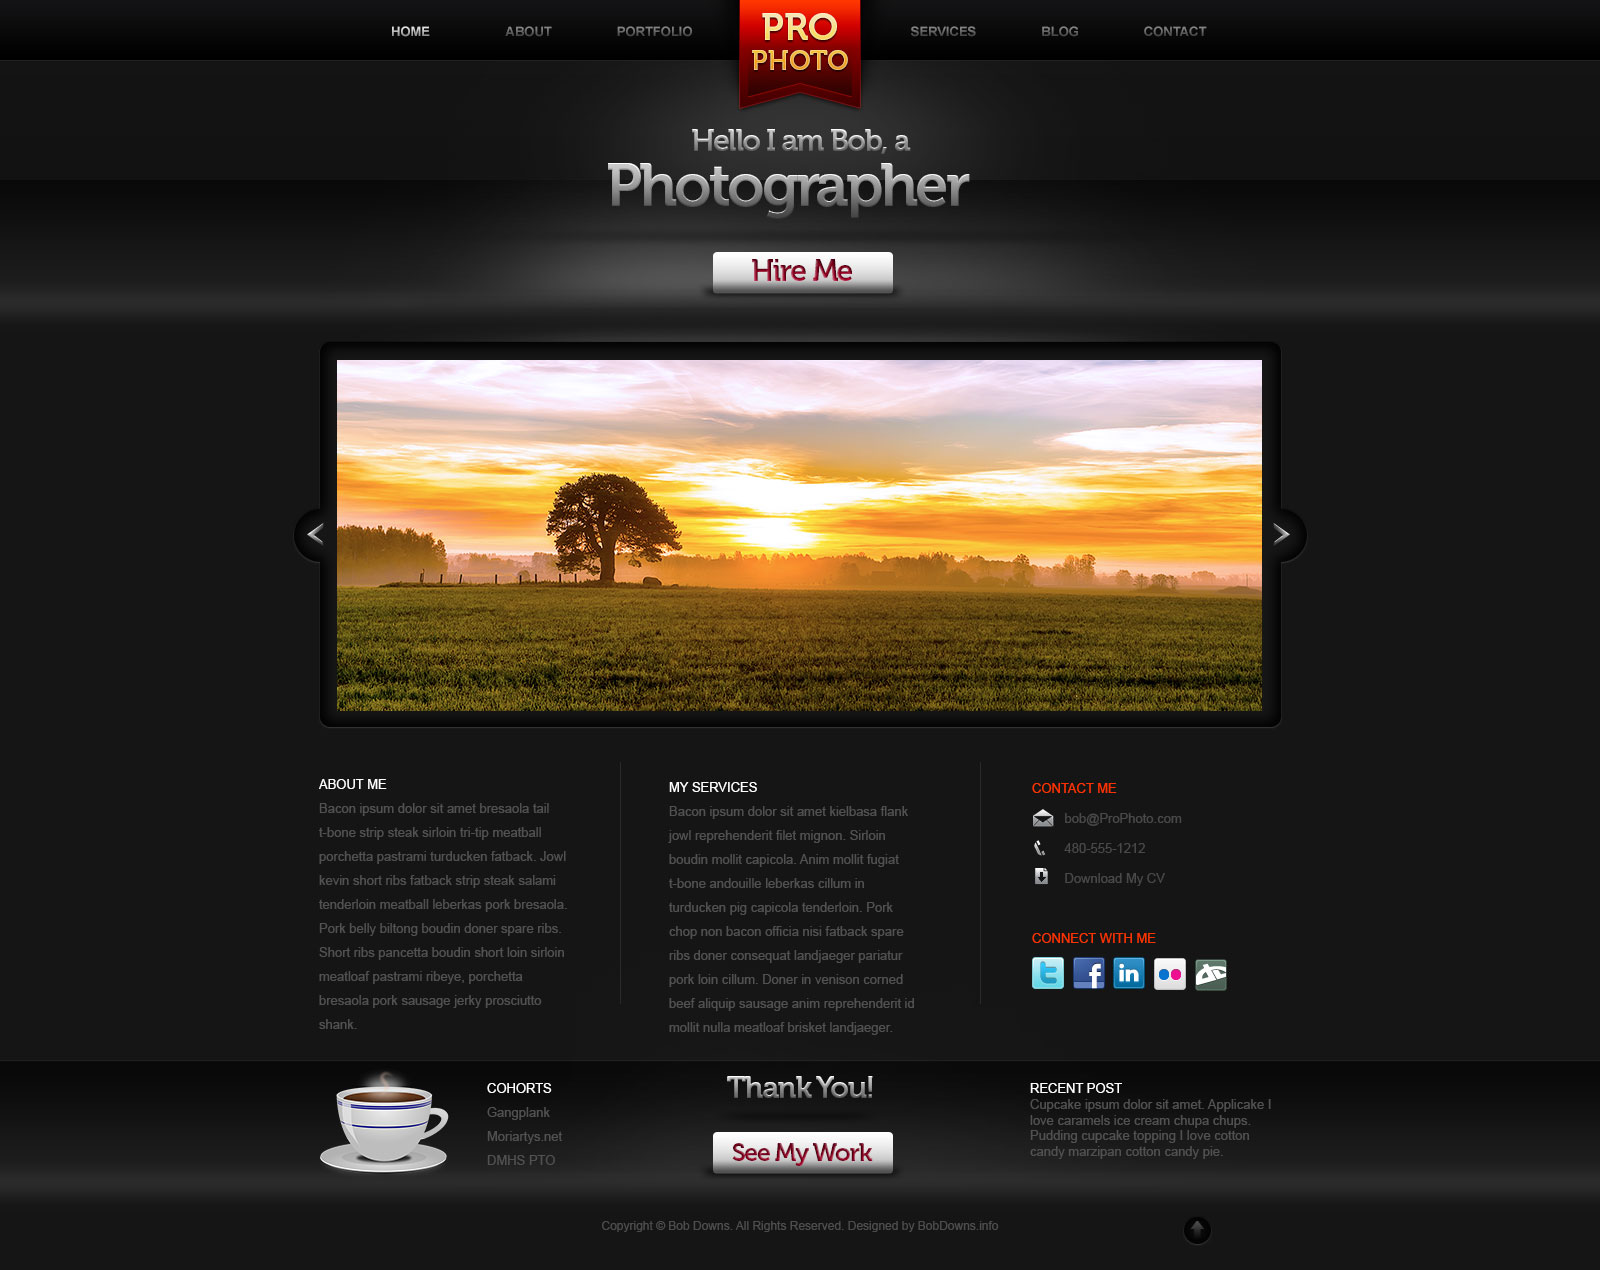 HOME
ABOUT
PORTFOLIO
PRO
PHOTO
SERVICES
BLOG
CONTACT
Hello I am Bob, a
Photographer
Hire Me
ABOUT ME
Bacon ipsum dolor sit amet bresaola tail
t-bone strip steak sirloin tri-tip meatball
porchetta pastrami turducken fatback. Jowl
kevin short ribs fatback strip steak salami
tenderloin meatball leberkas pork bresaola.
Pork belly biltong boudin doner spare ribs.
Short ribs pancetta boudin short loin sirloin
meatloaf pastrami ribeye, porchetta
bresaola pork sausage jerky prosciutto
shank.
MY SERVICES
Bacon ipsum dolor sit amet kielbasa flank
jowl reprehenderit filet mignon. Sirloin
boudin mollit capicola. Anim mollit fugiat
t-bone andouille leberkas cillum in
turducken pig capicola tenderloin. Pork
chop non bacon officia nisi fatback spare
ribs doner consequat landjaeger pariatur
pork loin cillum. Doner in venison corned
beef aliquip sausage anim reprehenderit id
mollit nulla meatloaf brisket landjaeger.
CONTACT ME
bob@ProPhoto.com
480-555-1212
Download My CV
CONNECT WITH ME
COHORTS
Gangplank
Moriartys.net
DMHS PTO
Thank You!
See My Work
RECENT POST
Cupcake ipsum dolor sit amet. Applicake I
love caramels ice cream chupa chups.
Pudding cupcake topping I love cotton
candy marzipan cotton candy pie.
Copyright © Bob Downs. All Rights Reserved. Designed by BobDowns.info